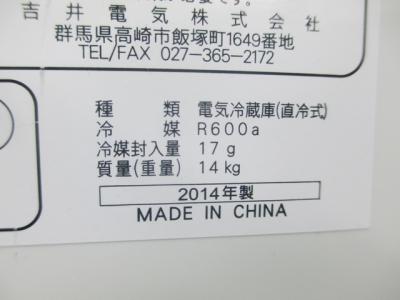 吉井電気株式会社
群馬県高崎市飯塚町1649番地
TEL/FAX 027-365-2172
種類 電気冷蔵庫(直冷式)
冷媒 R600a
冷媒封入量 17g
質量(重量) 14kg
2014年製
MADE IN CHINA